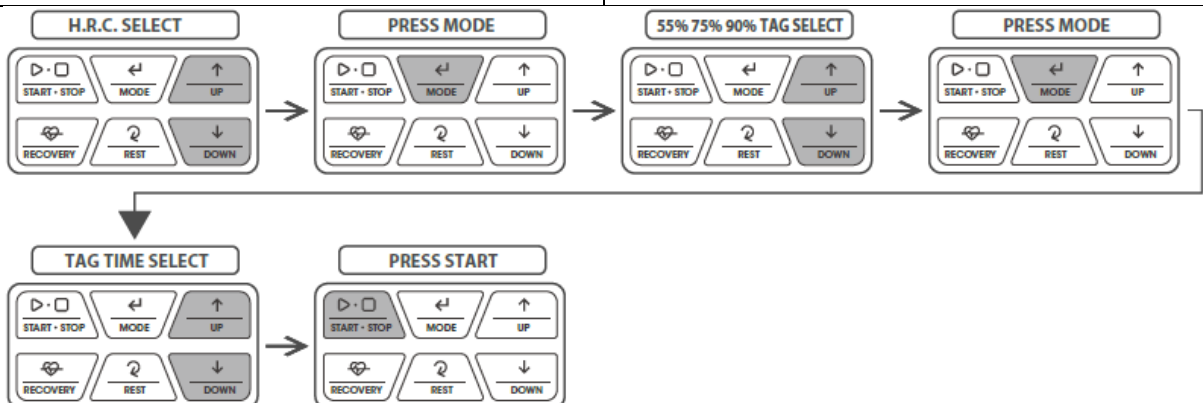 H.R.C. SELECT
PRESS MODE
55% 75% 90% TAG SELECT
PRESS MODE
START • STOP
MODE
UP
START • STOP
MODE
UP
START • STOP
MODE
UP
START • STOP
MODE
UP
RECOVERY
REST
DOWN
RECOVERY
REST
DOWN
RECOVERY
REST
DOWN
RECOVERY
REST
DOWN
TAG TIME SELECT
PRESS START
START • STOP
MODE
UP
START • STOP
MODE
UP
RECOVERY
REST
DOWN
RECOVERY
REST
DOWN